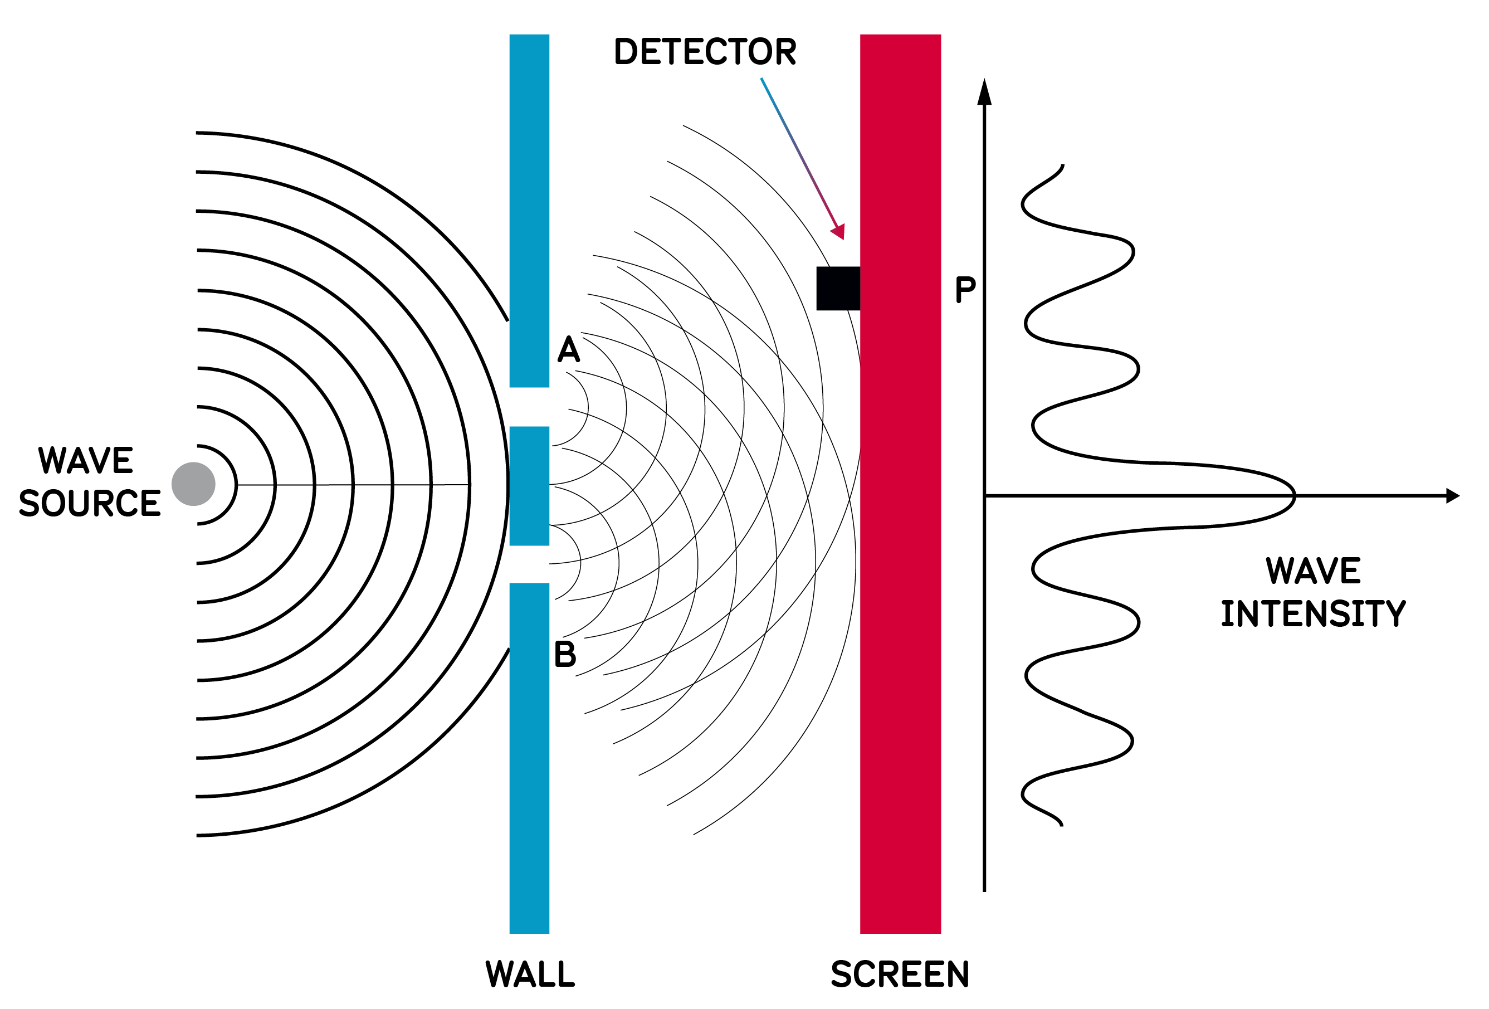 DETECTOR
P
A
WAVE
SOURCE
B
WAVE
INTENSITY
WALL
SCREEN